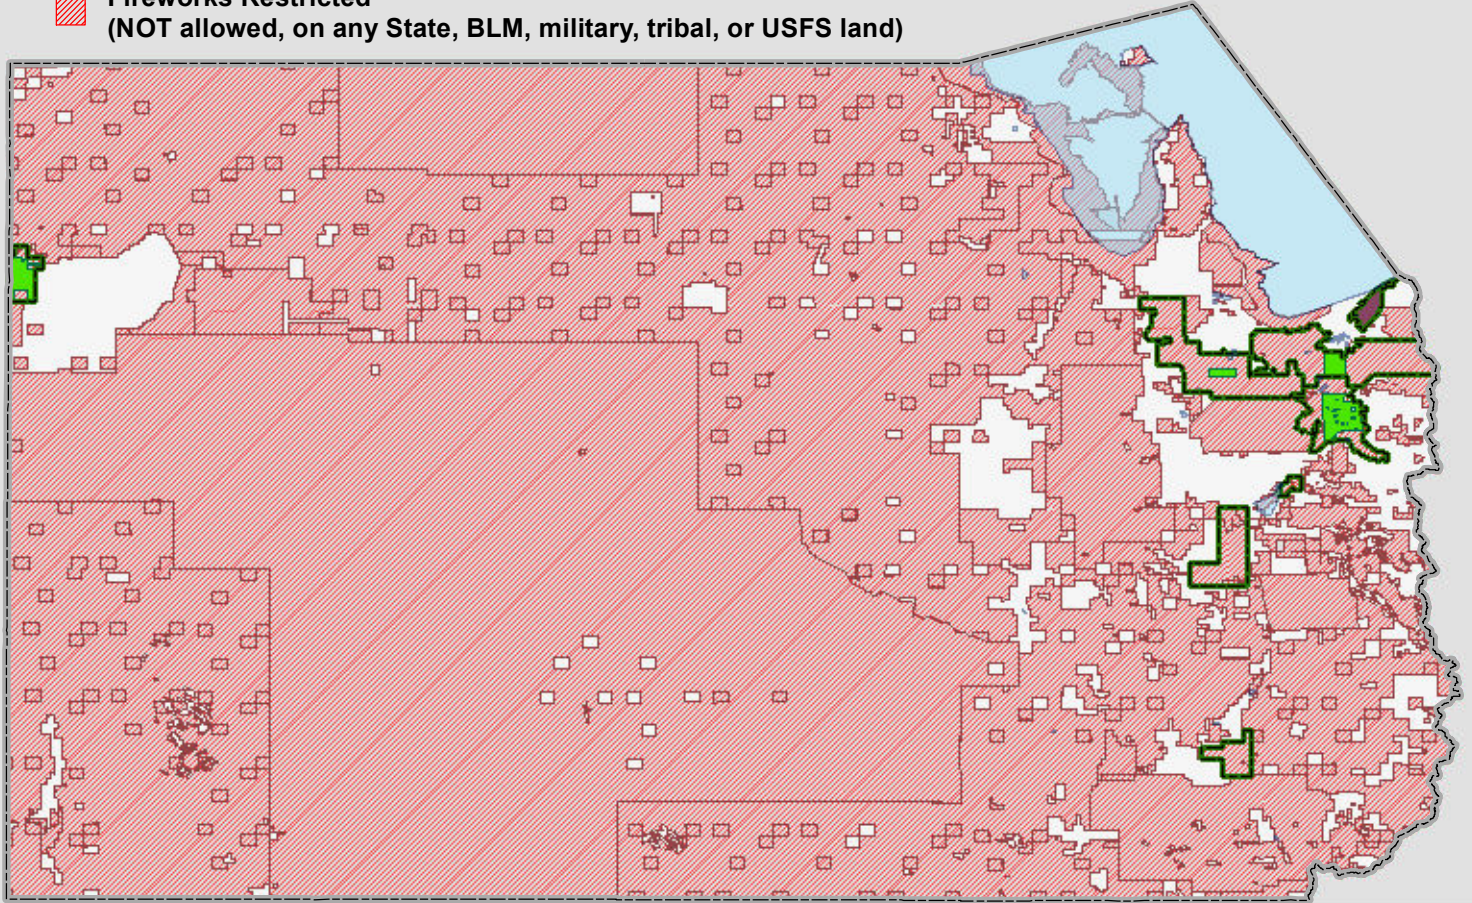 Fireworks Restricted
(NOT allowed, on any State, BLM, military, tribal, or USFS land)